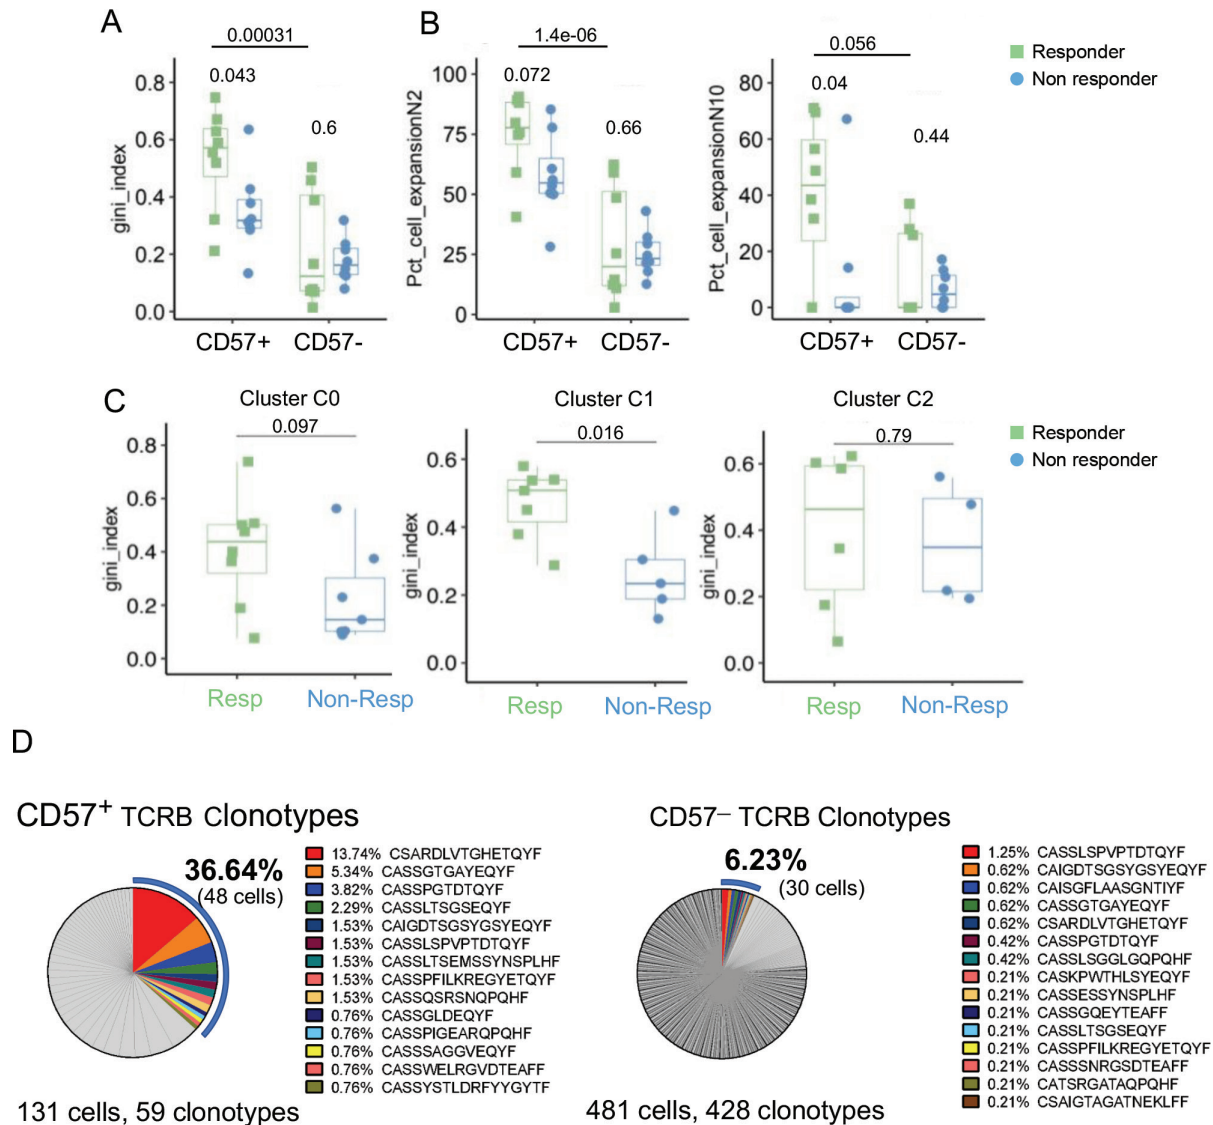 A
0.00031
0.043
0.6
gini_index
0.8
0.6
0.4
0.2
0.0
CD57+ CD57-
B
1.4e-06
0.072
0.66
Pct_cell_expansionN2
100
75
50
25
0
CD57+ CD57-
0.056
0.04
0.44
Pct_cell_expansionN10
80
60
40
20
0
CD57+ CD57-
Responder
Non responder
C
Cluster C0
0.097
gini_index
0.8
0.6
0.4
0.2
0.0
Resp Non-Resp
Cluster C1
0.016
gini_index
0.6
0.4
0.2
0.0
Resp Non-Resp
Cluster C2
0.79
gini_index
0.6
0.4
0.2
0.0
Resp Non-Resp
Responder
Non responder
D
CD57+ TCRB Clonotypes
36.64%
(48 cells)
13.74% CSARDLVTGHETQYF
5.34% CASSGTGAYEQYF
3.82% CASSPGTDTQYF
2.29% CASSLTSGSEQYF
1.53% CAIGDTSGSYGSYEQYF
1.53% CASSLSPVPTDTQYF
1.53% CASSLTSEMSSYNSPLHF
1.53% CASSPFILKREGYETQYF
1.53% CASSQSRSNQPQHF
0.76% CASSGLDEQYF
0.76% CASSPIGEARQPQHF
0.76% CASSSAGGVEQYF
0.76% CASSWELRGVDTEAFF
0.76% CASSYSTLDRFYYGYTF
131 cells, 59 clonotypes
CD57– TCRB Clonotypes
6.23%
(30 cells)
1.25% CASSLSPVPTDTQYF
0.62% CAIGDTSGSYGSYEQYF
0.62% CAISGFLAASGNTIYF
0.62% CASSGTGAYEQYF
0.62% CSARDLVTGHETQYF
0.42% CASSPGTDTQYF
0.42% CASSLSGGLGQPQHF
0.21% CASKPWTHLSYEQYF
0.21% CASSESSYNSPLHF
0.21% CASSGQEYTEAFF
0.21% CASSLTSGSEQYF
0.21% CASSPFILKREGYETQYF
0.21% CASSSNRGSDTEAFF
0.21% CATSRGATAQPQHF
0.21% CSAIGTAGATNEKLFF
481 cells, 428 clonotypes